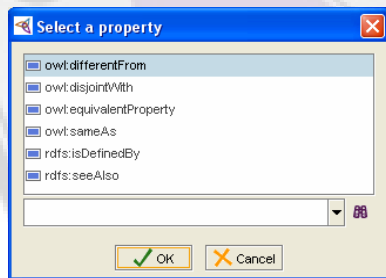 Select a property
owl:differentFrom
owl:disjointWith
owl:equivalentProperty
owl:sameAs
rdfs:isDefinedBy
rdfs:seeAlso
OK
Cancel